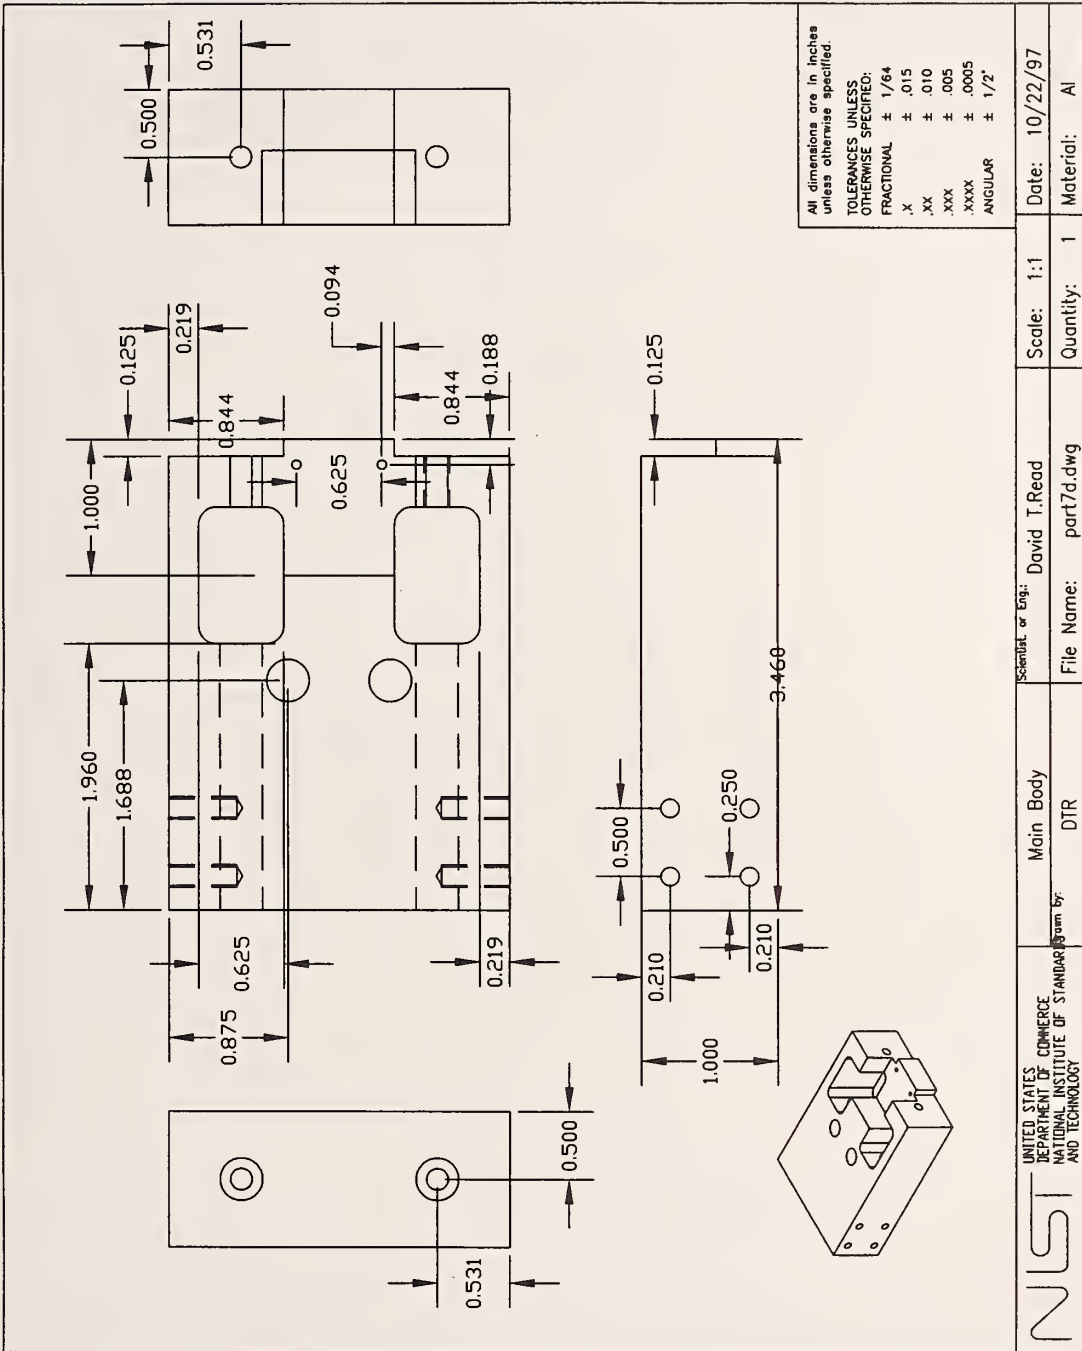 0.531
0.500
0.219
0.125
0.094
0.844
0.844
0.188
1.000
0.625
0.125
1.960
1.688
3.460
0.500
0.250
0.625
0.219
0.210
0.210
0.875
1.000
0.500
0.531
All dimensions are in inches
unless otherwise specified.
TOLERANCES UNLESS
OTHERWISE SPECIFIED:
FRACTIONAL ± 1/64
.X ± .015
.XX ± .010
.XXX ± .005
.XXXX ± .0005
ANGULAR ± 1/2°
NIST
UNITED STATES
DEPARTMENT OF COMMERCE
NATIONAL INSTITUTE OF STANDARDS
AND TECHNOLOGY
Main Body
Drawn by:
DTR
Scientist or Eng.:
David T.Read
File Name: part7d.dwg
Scale: 1:1
Quantity: 1
Date: 10/22/97
Material: Al